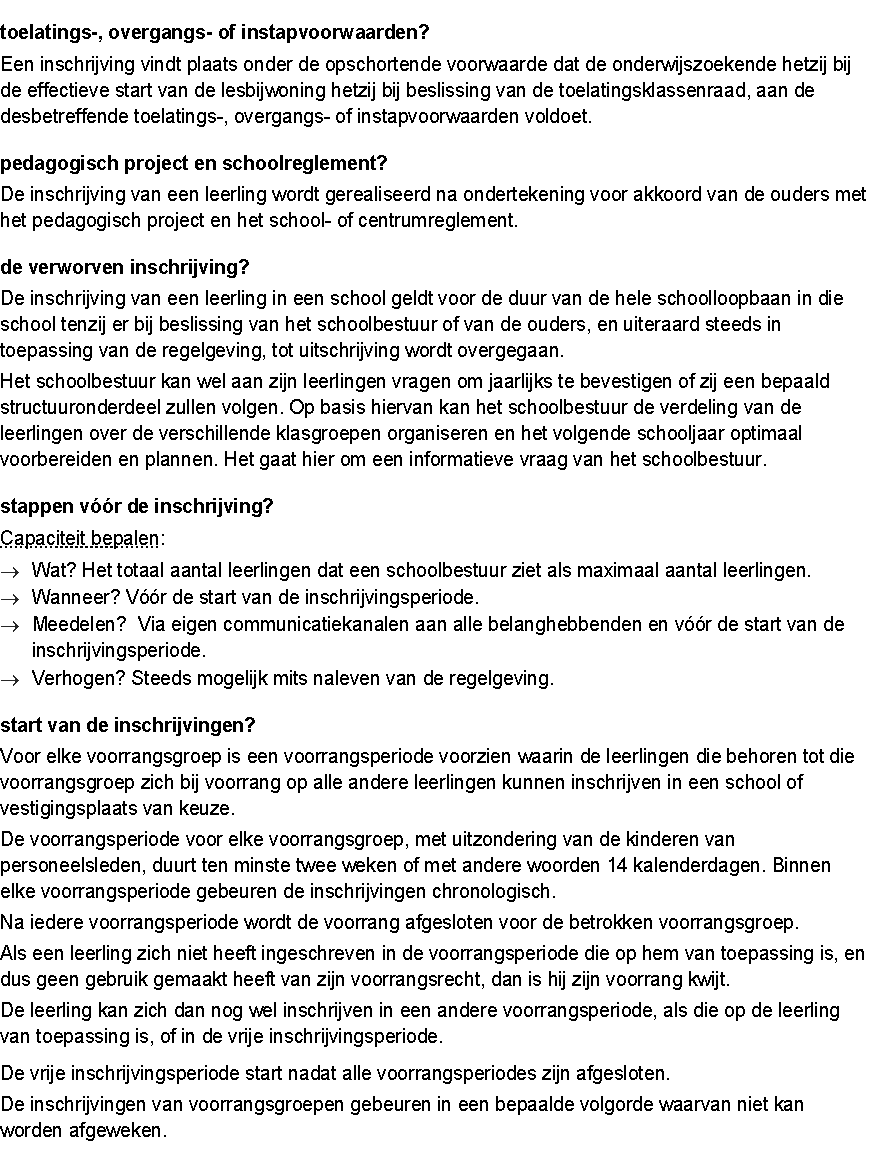 toelatings-, overgangs- of instapvoorwaarden?
Een inschrijving vindt plaats onder de opschortende voorwaarde dat de onderwijszoekende hetzij bij
de effectieve start van de lesbijwoning hetzij bij beslissing van de toelatingsklassenraad, aan de
desbetreffende toelatings-, overgangs- of instapvoorwaarden voldoet.
pedagogisch project en schoolreglement?
De inschrijving van een leerling wordt gerealiseerd na ondertekening voor akkoord van de ouders met
het pedagogisch project en het school- of centrumreglement.
de verworven inschrijving?
De inschrijving van een leerling in een school geldt voor de duur van de hele schoolloopbaan in die
school tenzij er bij beslissing van het schoolbestuur of van de ouders, en uiteraard steeds in
toepassing van de regelgeving, tot uitschrijving wordt overgegaan.
Het schoolbestuur kan wel aan zijn leerlingen vragen om jaarlijks te bevestigen of zij een bepaald
structuuronderdeel zullen volgen. Op basis hiervan kan het schoolbestuur de verdeling van de
leerlingen over de verschillende klasgroepen organiseren en het volgende schooljaar optimaal
voorbereiden en plannen. Het gaat hier om een informatieve vraag van het schoolbestuur.
stappen vóór de inschrijving?
Capaciteit bepalen:
→ Wat? Het totaal aantal leerlingen dat een schoolbestuur ziet als maximaal aantal leerlingen.
→ Wanneer? Vóór de start van de inschrijvingsperiode.
→ Meedelen?  Via eigen communicatiekanalen aan alle belanghebbenden en vóór de start van de
inschrijvingsperiode.
→ Verhogen? Steeds mogelijk mits naleven van de regelgeving.
start van de inschrijvingen?
Voor elke voorrangsgroep is een voorrangsperiode voorzien waarin de leerlingen die behoren tot die
voorrangsgroep zich bij voorrang op alle andere leerlingen kunnen inschrijven in een school of
vestigingsplaats van keuze.
De voorrangsperiode voor elke voorrangsgroep, met uitzondering van de kinderen van
personeelsleden, duurt ten minste twee weken of met andere woorden 14 kalenderdagen. Binnen
elke voorrangsperiode gebeuren de inschrijvingen chronologisch.
Na iedere voorrangsperiode wordt de voorrang afgesloten voor de betrokken voorrangsgroep.
Als een leerling zich niet heeft ingeschreven in de voorrangsperiode die op hem van toepassing is, en
dus geen gebruik gemaakt heeft van zijn voorrangsrecht, dan is hij zijn voorrang kwijt.
De leerling kan zich dan nog wel inschrijven in een andere voorrangsperiode, als die op de leerling
van toepassing is, of in de vrije inschrijvingsperiode.
De vrije inschrijvingsperiode start nadat alle voorrangsperiodes zijn afgesloten.
De inschrijvingen van voorrangsgroepen gebeuren in een bepaalde volgorde waarvan niet kan
worden afgeweken.